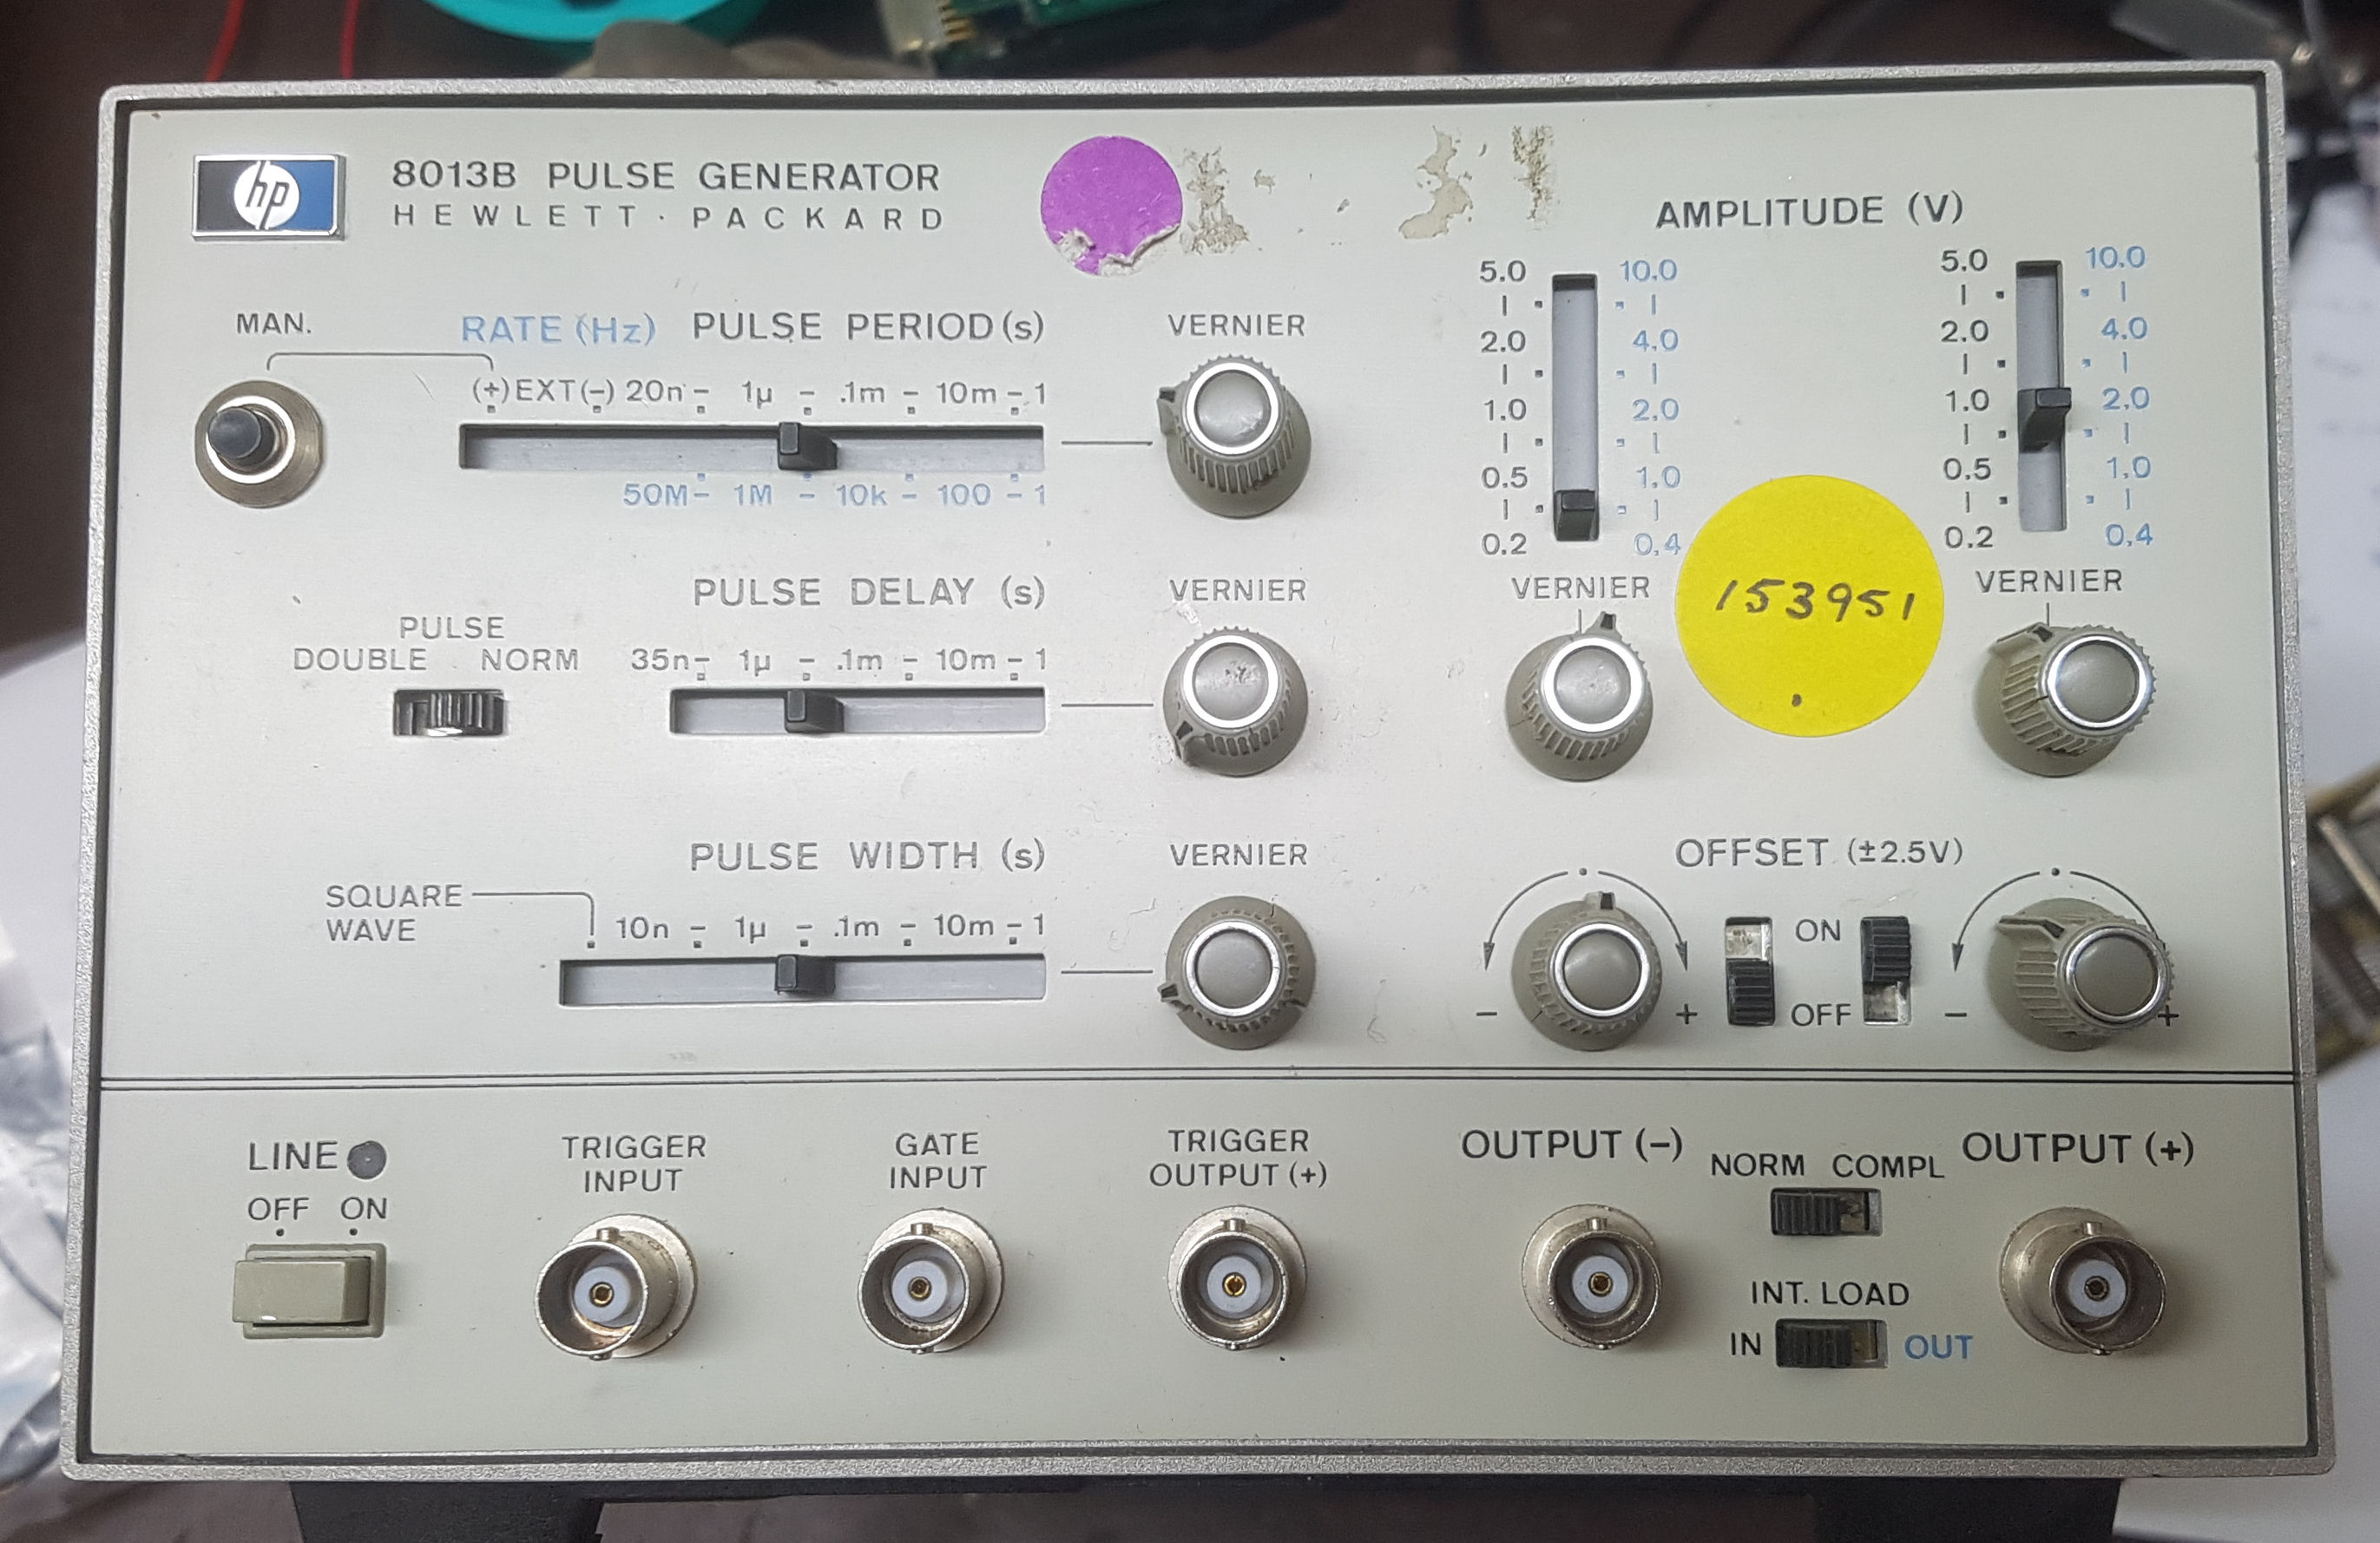 hp
8013B PULSE GENERATOR
HEWLETT · PACKARD
AMPLITUDE (V)
5.0 10.0
2.0 4.0
1.0 2.0
0.5 1.0
0.2 0.4
5.0 10.0
2.0 4.0
1.0 2.0
0.5 1.0
0.2 0.4
MAN.
RATE (Hz) PULSE PERIOD (s)
VERNIER
(+) EXT (-) 20n - 1µ - .1m - 10m - 1
50M - 1M - 10k - 100 - 1
PULSE DELAY (s)
VERNIER
VERNIER
VERNIER
153951
PULSE
DOUBLE NORM
35n - 1µ - .1m - 10m - 1
PULSE WIDTH (s)
VERNIER
OFFSET (±2.5V)
SQUARE
WAVE
10n - 1µ - .1m - 10m - 1
ON
- + OFF - +
LINE
OFF ON
TRIGGER
INPUT
GATE
INPUT
TRIGGER
OUTPUT (+)
OUTPUT (-)
NORM COMPL
OUTPUT (+)
INT. LOAD
IN OUT